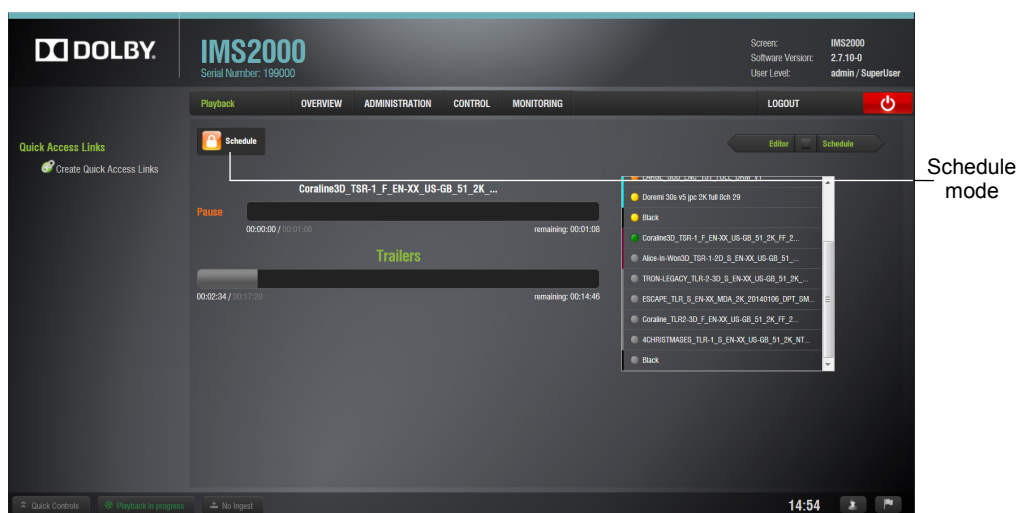 DOLBY.
IMS2000
Serial Number: 199000
Screen: IMS2000
Software Version: 2.7.10-0
User Level: admin / SuperUser
Playback OVERVIEW ADMINISTRATION CONTROL MONITORING LOGOUT
Quick Access Links
Create Quick Access Links
Schedule
Editor Schedule
Schedule
mode
Coraline3D_TSR-1_F_EN-XX_US-GB_51_2K_...
Pause
00:00:00 / 00:01:08 remaining: 00:01:08
Trailers
00:02:34 / 00:17:20 remaining: 00:14:46
Doremi 30s v5 jpc 2K full 8ch 29
Black
Coraline3D_TSR-1_F_EN-XX_US-GB_51_2K_FF_2...
Alice-in-Won3D_TSR-1-2D_S_EN-XX_US-GB_51_...
TRON-LEGACY_TLR-2-3D_S_EN-XX_US-GB_51_2K_...
ESCAPE_TLR_S_EN-XX_MDA_2K_20140106_DPT_SM...
Coraline_TLR2-3D_F_EN-XX_US-GB_51_2K_FF_2...
4CHRISTMASES_TLR-1_S_EN-XX_US-GB_51_2K_NT...
Black
Quick Controls Playback in progress No Ingest 14:54